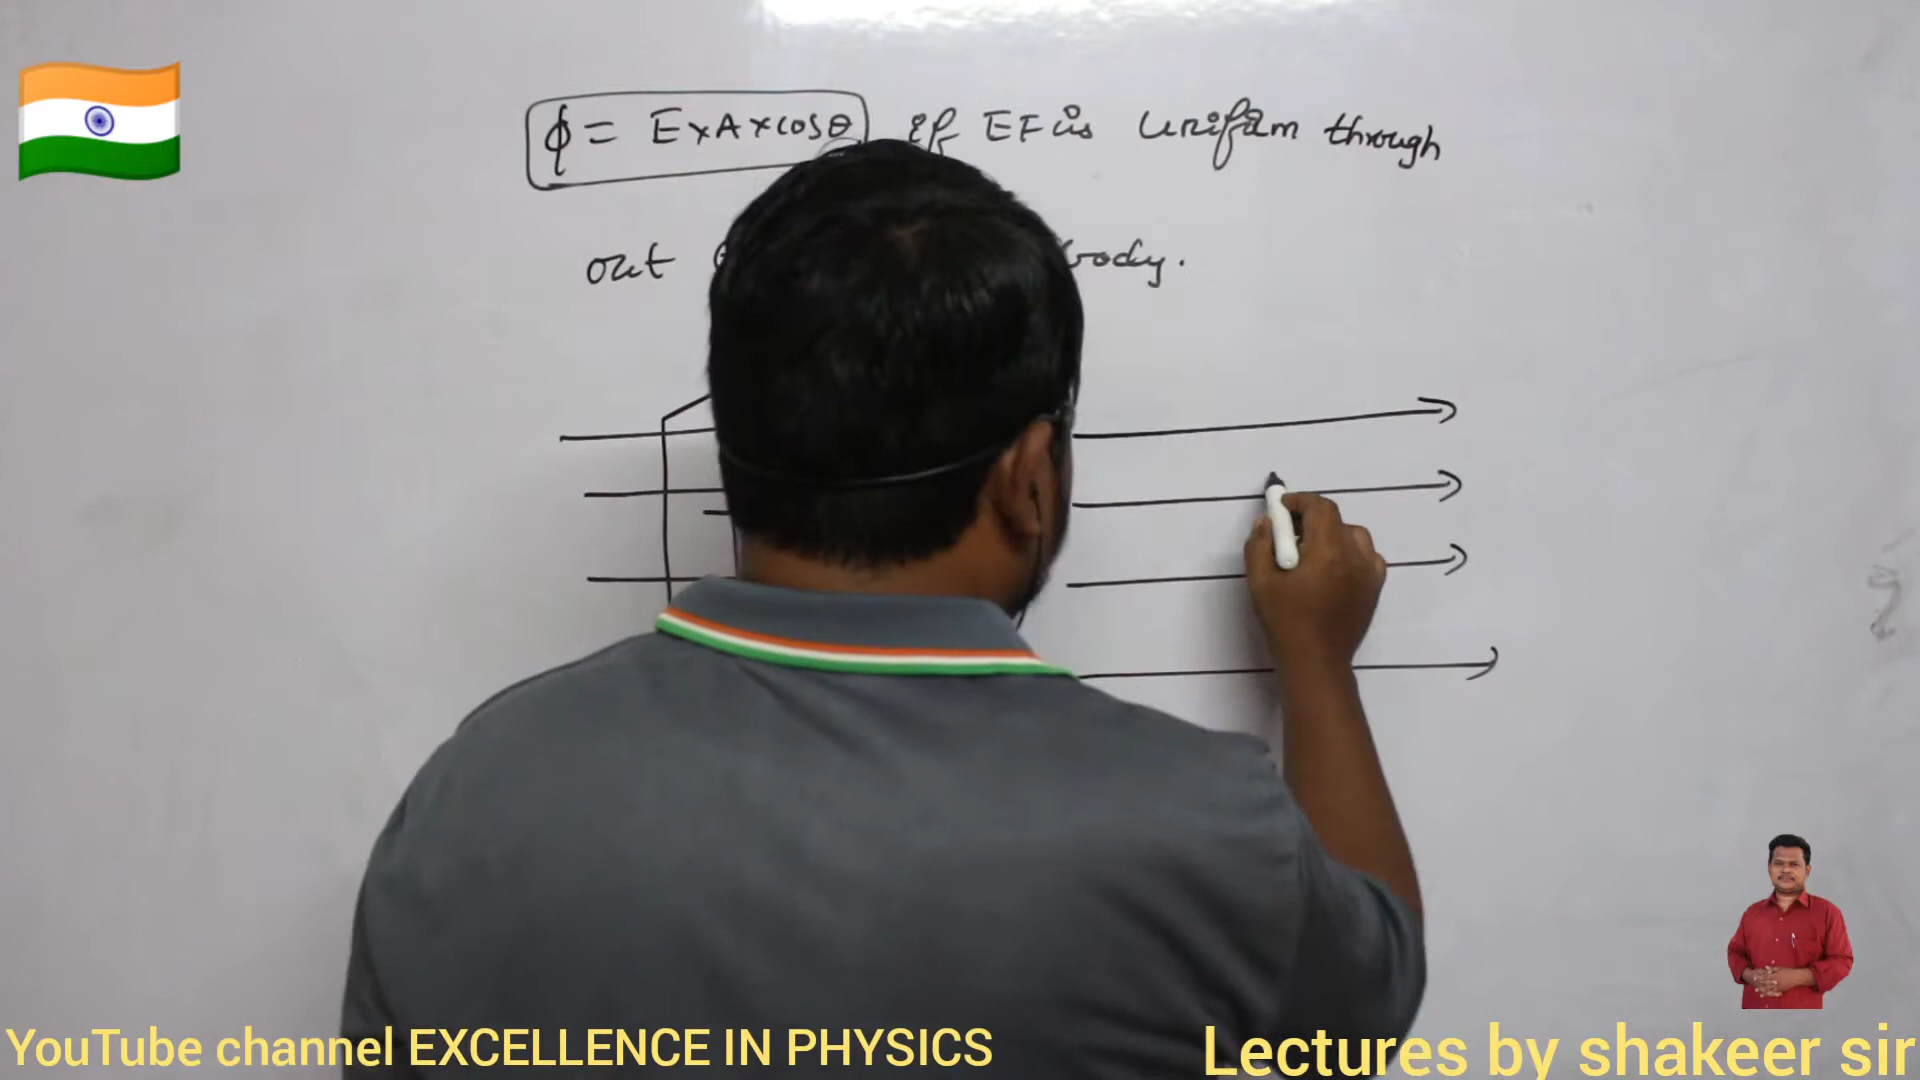 ϕ = E×A×cosθ if EF is uniform through
out body.
YouTube channel EXCELLENCE IN PHYSICS
Lectures by shakeer sir